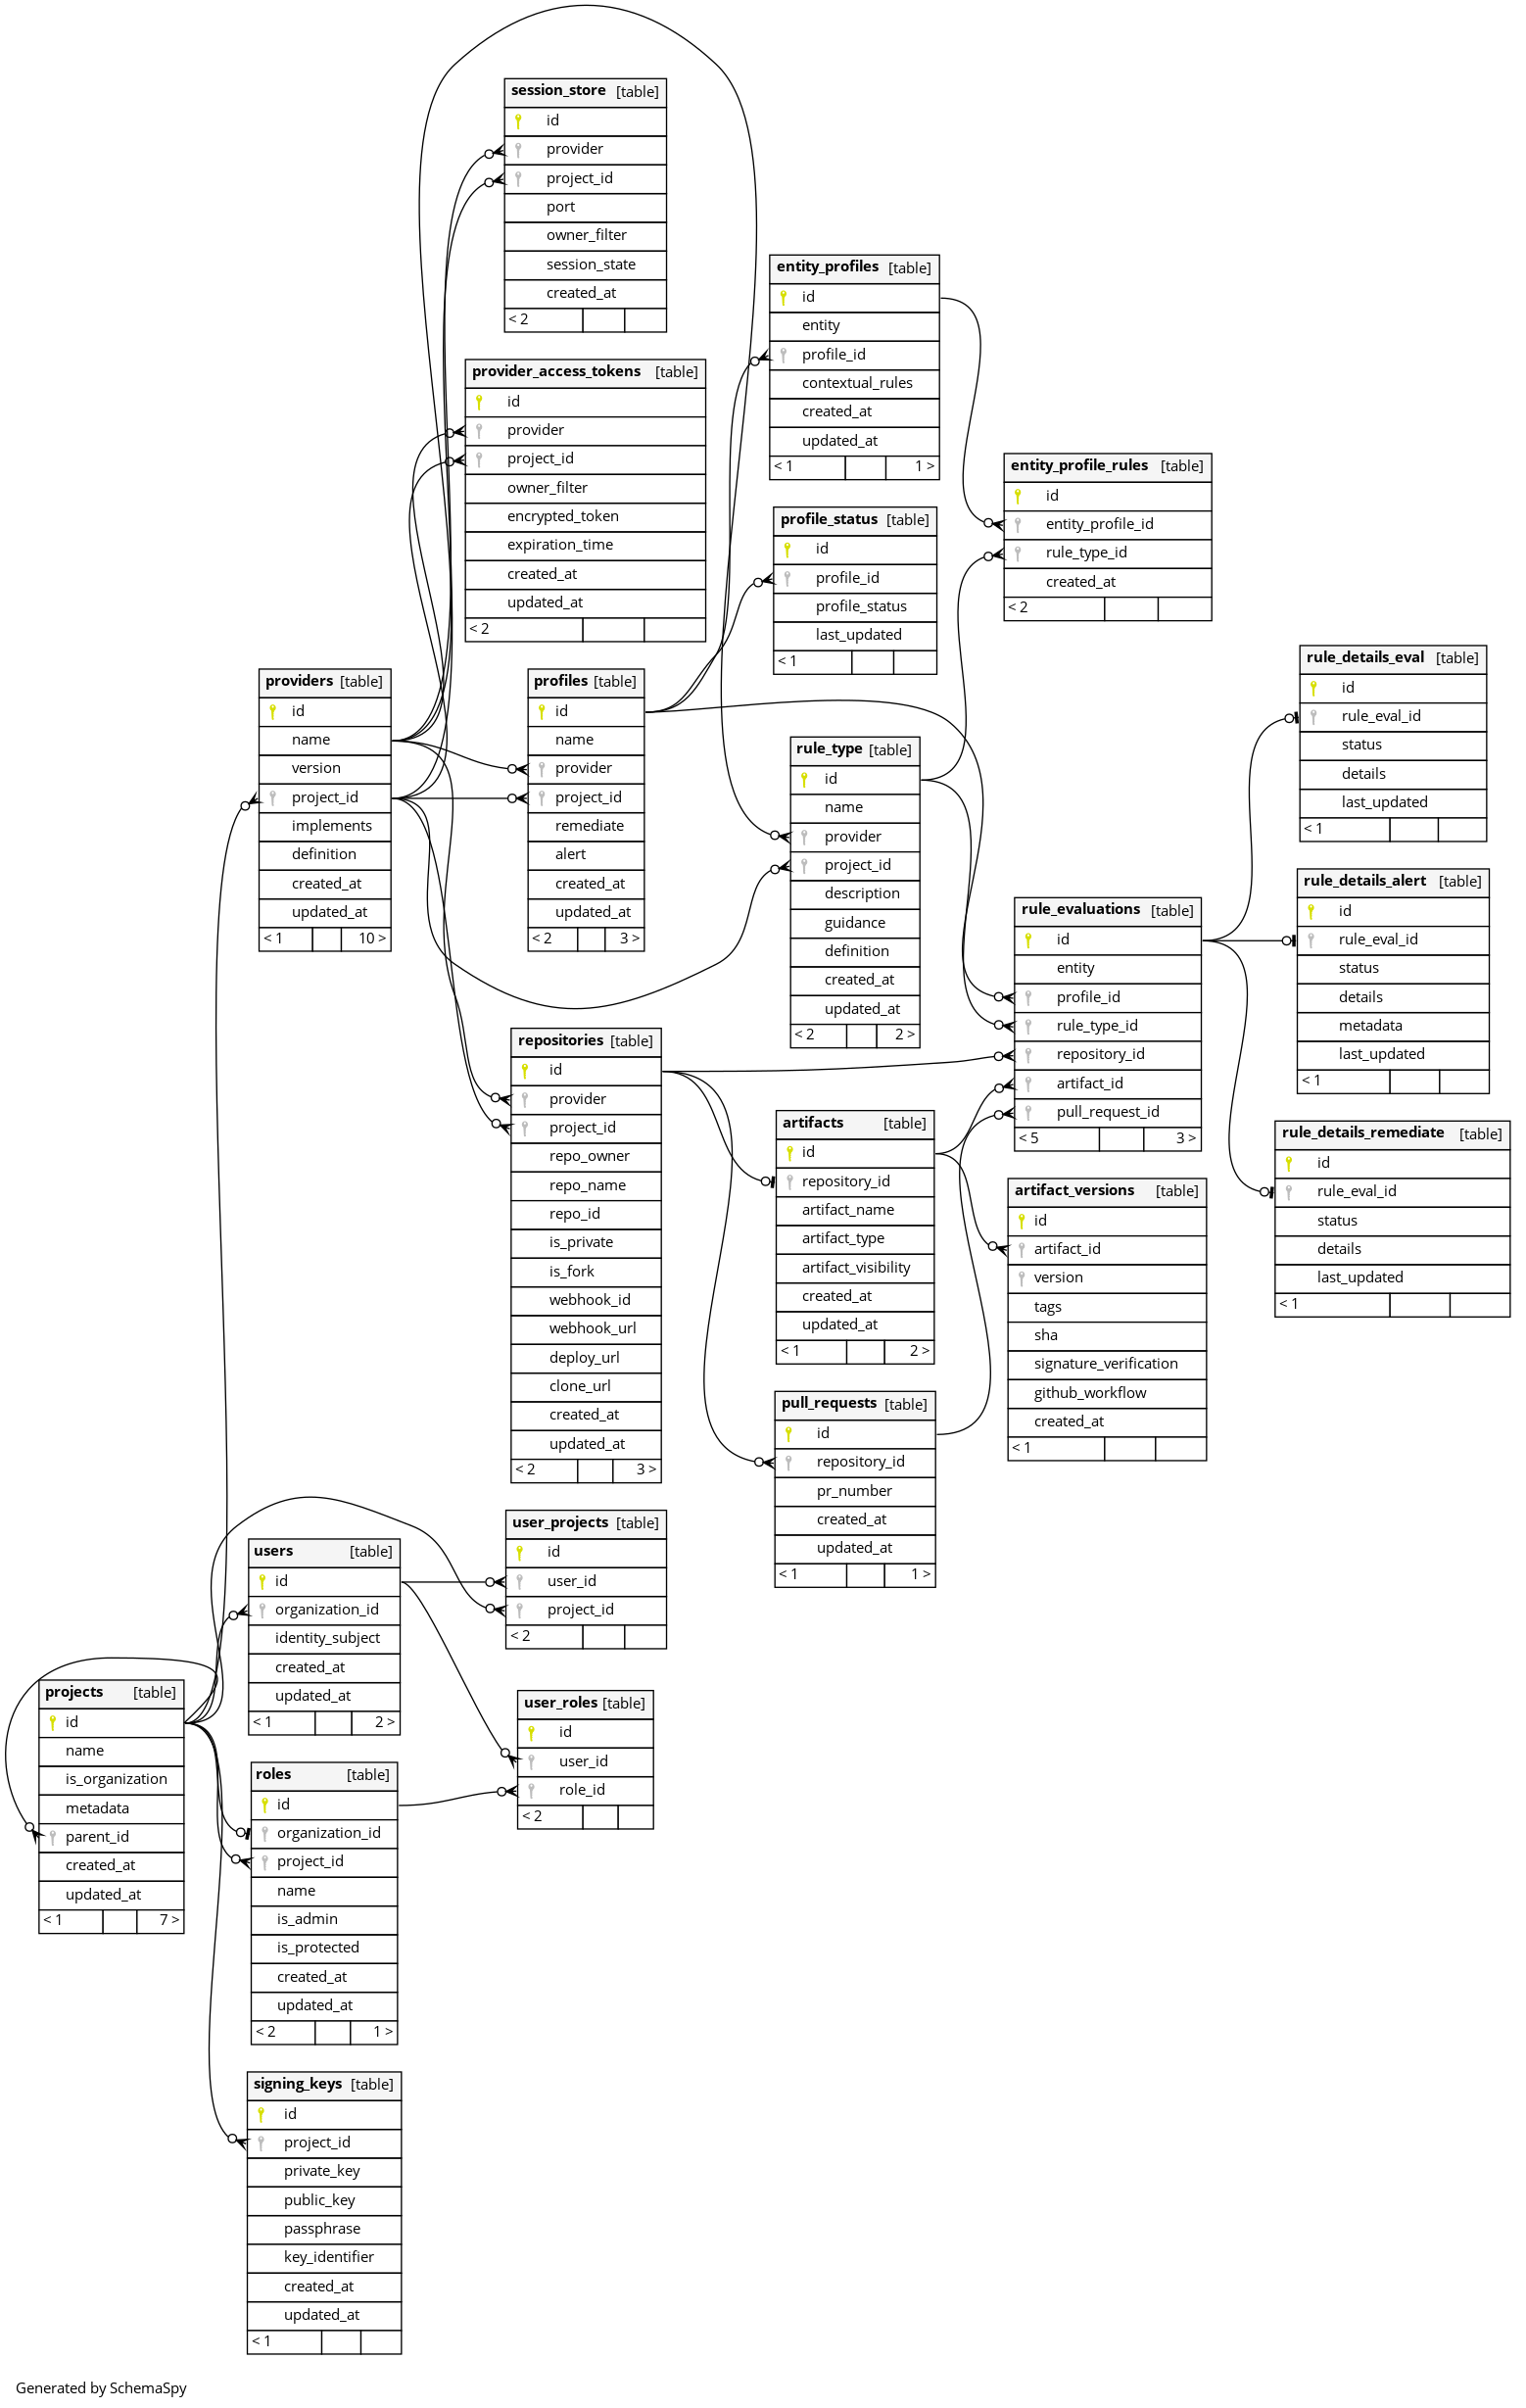 session_store [table]
id
provider
project_id
port
owner_filter
session_state
created_at
< 2
provider_access_tokens [table]
id
provider
project_id
owner_filter
encrypted_token
expiration_time
created_at
updated_at
< 2
entity_profiles [table]
id
entity
profile_id
contextual_rules
created_at
updated_at
< 1 1 >
profile_status [table]
id
profile_id
profile_status
last_updated
< 1
entity_profile_rules [table]
id
entity_profile_id
rule_type_id
created_at
< 2
providers [table]
id
name
version
project_id
implements
definition
created_at
updated_at
< 1 10 >
profiles [table]
id
name
provider
project_id
remediate
alert
created_at
updated_at
< 2 3 >
rule_type [table]
id
name
provider
project_id
description
guidance
definition
created_at
updated_at
< 2 2 >
rule_details_eval [table]
id
rule_eval_id
status
details
last_updated
< 1
rule_details_alert [table]
id
rule_eval_id
status
details
metadata
last_updated
< 1
rule_evaluations [table]
id
entity
profile_id
rule_type_id
repository_id
artifact_id
pull_request_id
< 5 3 >
rule_details_remediate [table]
id
rule_eval_id
status
details
last_updated
< 1
repositories [table]
id
provider
project_id
repo_owner
repo_name
repo_id
is_private
is_fork
webhook_id
webhook_url
deploy_url
clone_url
created_at
updated_at
< 2 3 >
artifacts [table]
id
repository_id
artifact_name
artifact_type
artifact_visibility
created_at
updated_at
< 1 2 >
artifact_versions [table]
id
artifact_id
version
tags
sha
signature_verification
github_workflow
created_at
< 1
pull_requests [table]
id
repository_id
pr_number
created_at
updated_at
< 1 1 >
user_projects [table]
id
user_id
project_id
< 2
users [table]
id
organization_id
identity_subject
created_at
updated_at
< 1 2 >
user_roles [table]
id
user_id
role_id
< 2
projects [table]
id
name
is_organization
metadata
parent_id
created_at
updated_at
< 1 7 >
roles [table]
id
organization_id
project_id
name
is_admin
is_protected
created_at
updated_at
< 2 1 >
signing_keys [table]
id
project_id
private_key
public_key
passphrase
key_identifier
created_at
updated_at
< 1
Generated by SchemaSpy